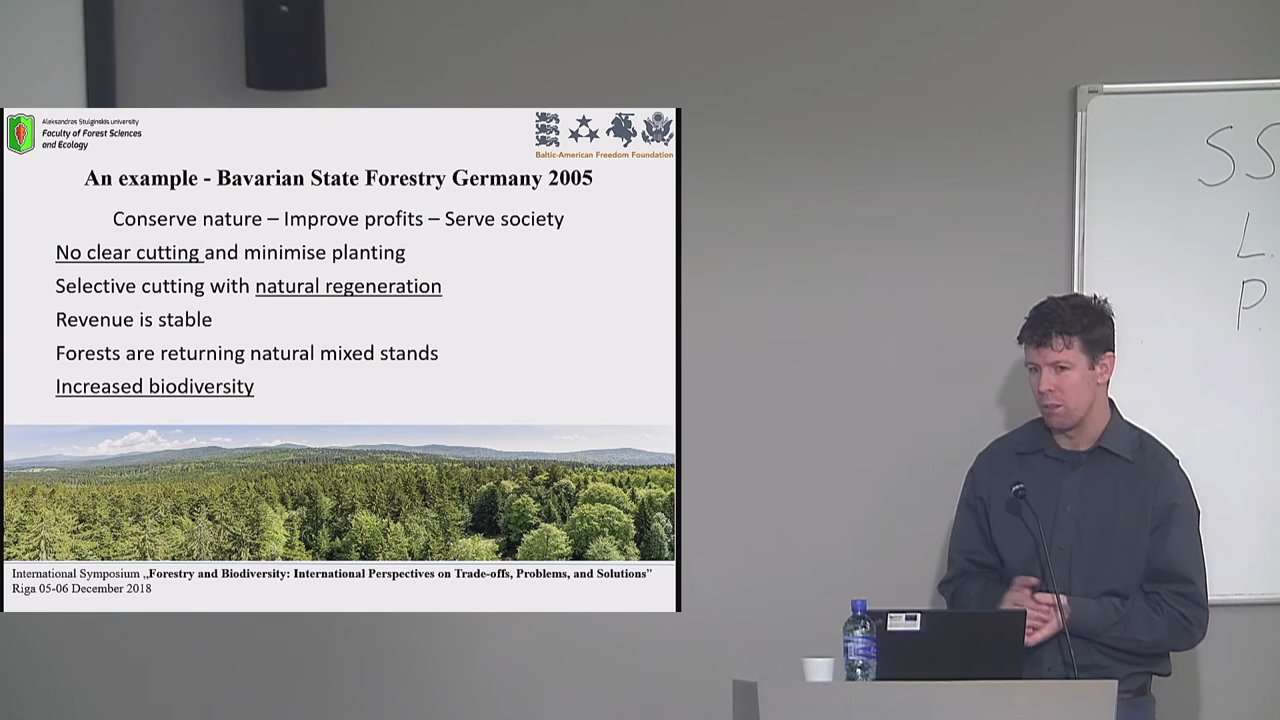 Aleksandras Stulginskis university
Faculty of Forest Sciences
and Ecology
Baltic-American Freedom Foundation
An example - Bavarian State Forestry Germany 2005
Conserve nature – Improve profits – Serve society
No clear cutting and minimise planting
Selective cutting with natural regeneration
Revenue is stable
Forests are returning natural mixed stands
Increased biodiversity
International Symposium „Forestry and Biodiversity: International Perspectives on Trade-offs, Problems, and Solutions”
Riga 05-06 December 2018
SS
L.
P.